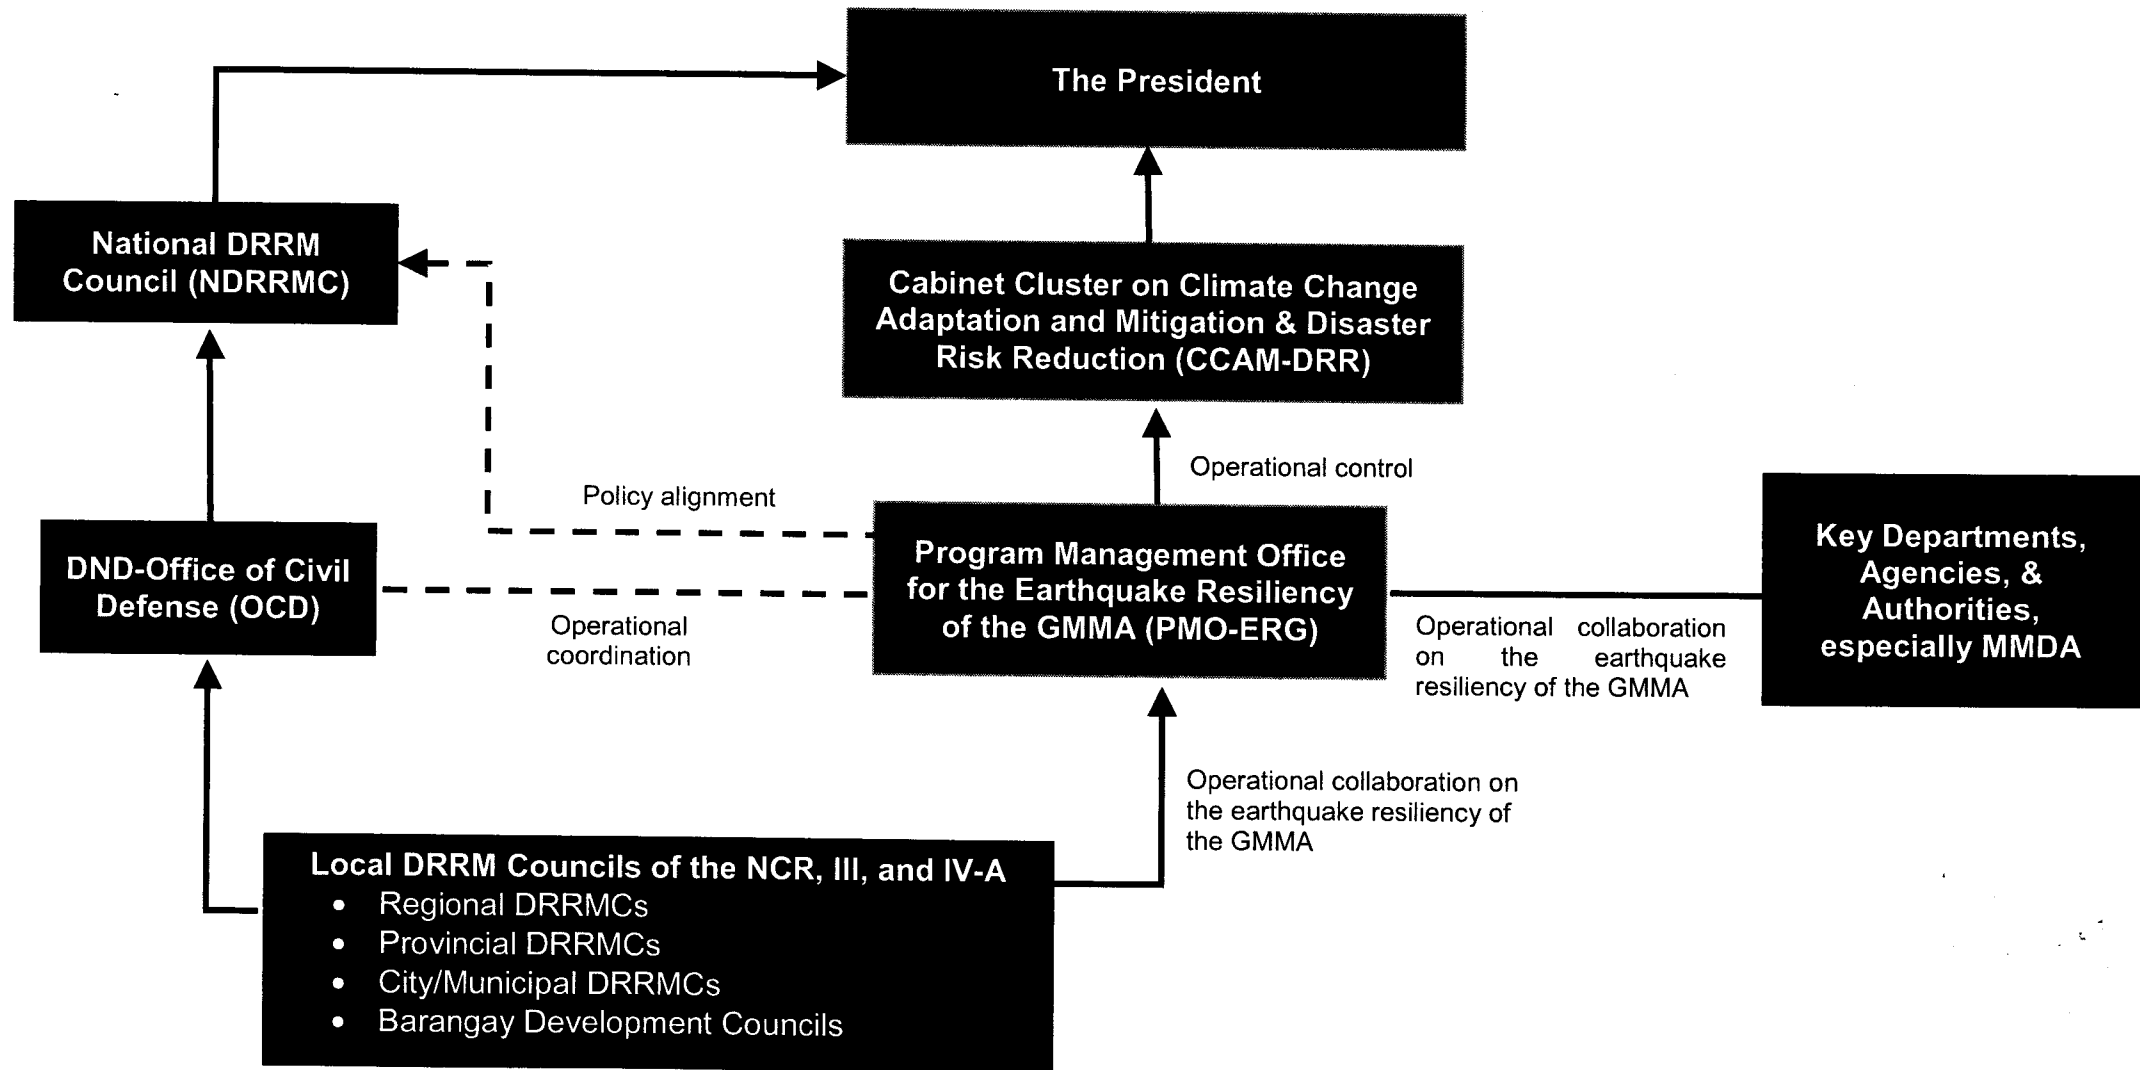 The President
National DRRM
Council (NDRRMC)
Cabinet Cluster on Climate Change
Adaptation and Mitigation & Disaster
Risk Reduction (CCAM-DRR)
Operational control
Policy alignment
DND-Office of Civil
Defense (OCD)
Operational
coordination
Program Management Office
for the Earthquake Resiliency
of the GMMA (PMO-ERG)
Operational collaboration
on the earthquake
resiliency of the GMMA
Key Departments,
Agencies, &
Authorities,
especially MMDA
Operational collaboration on
the earthquake resiliency of
the GMMA
Local DRRM Councils of the NCR, III, and IV-A
• Regional DRRMCs
• Provincial DRRMCs
• City/Municipal DRRMCs
• Barangay Development Councils